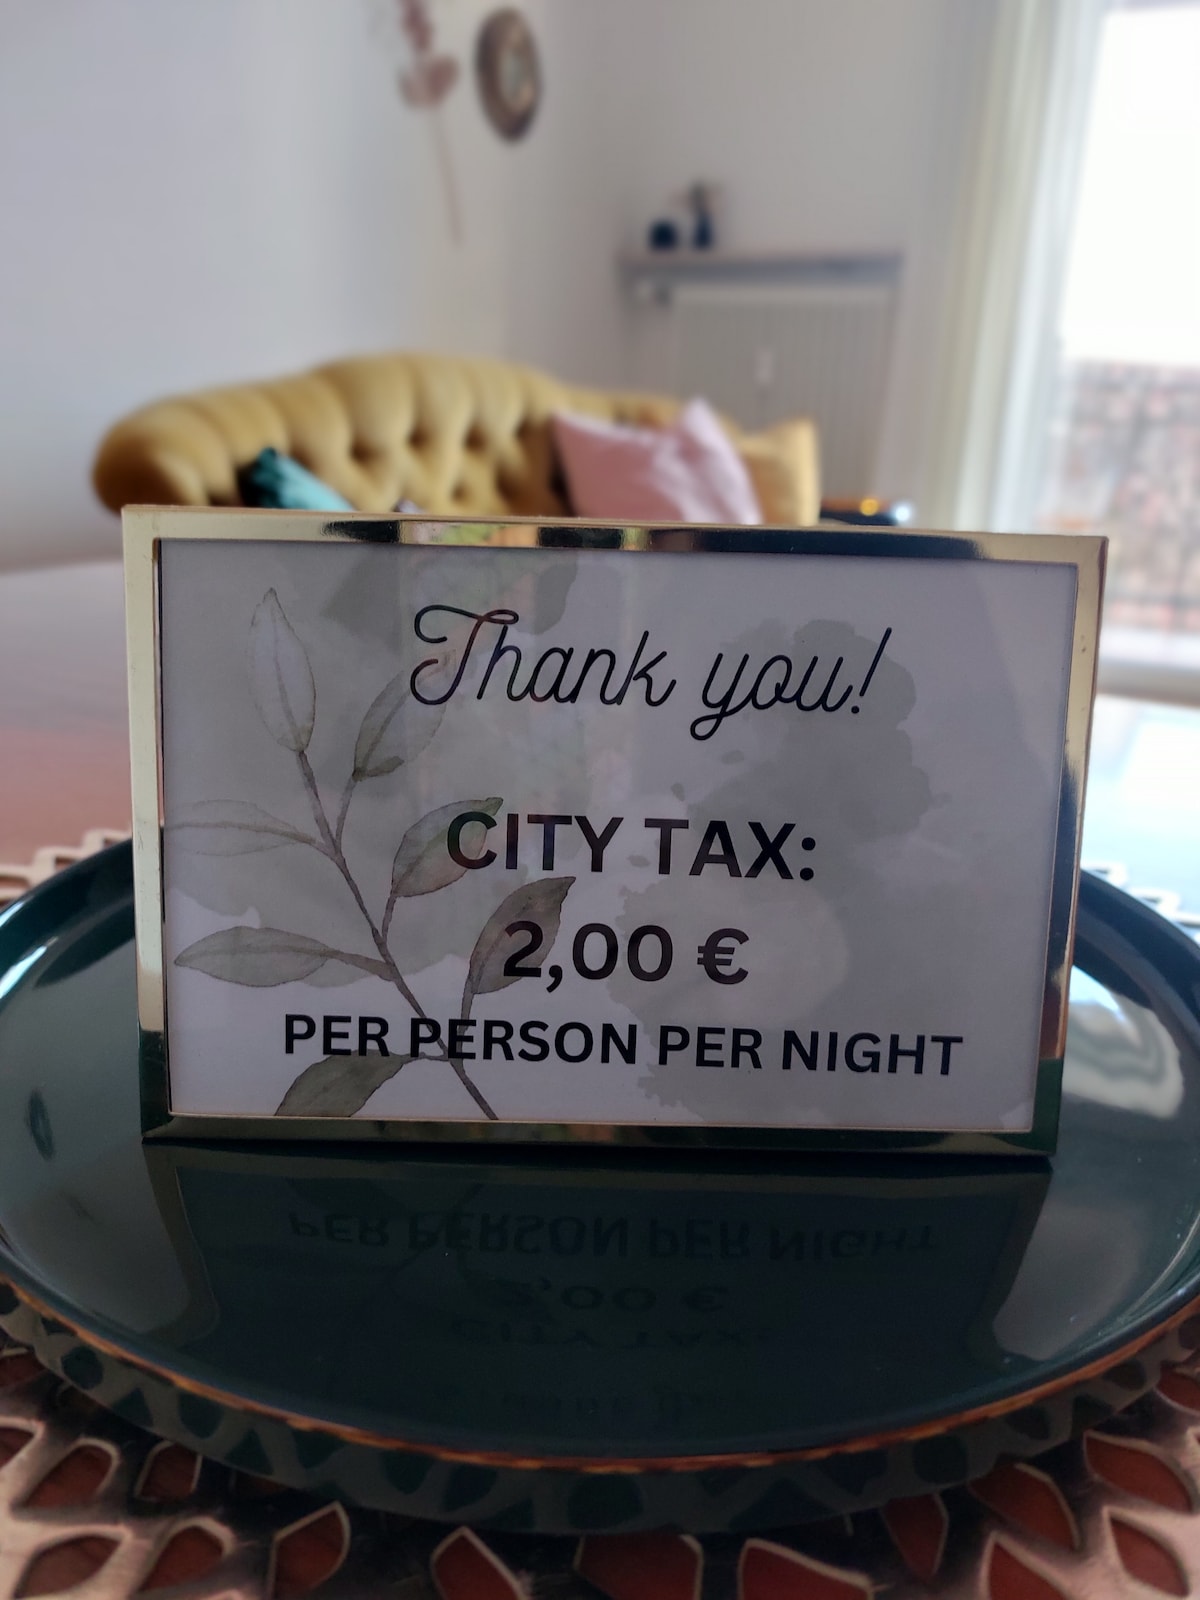 Thank you!
CITY TAX:
2,00 €
PER PERSON PER NIGHT